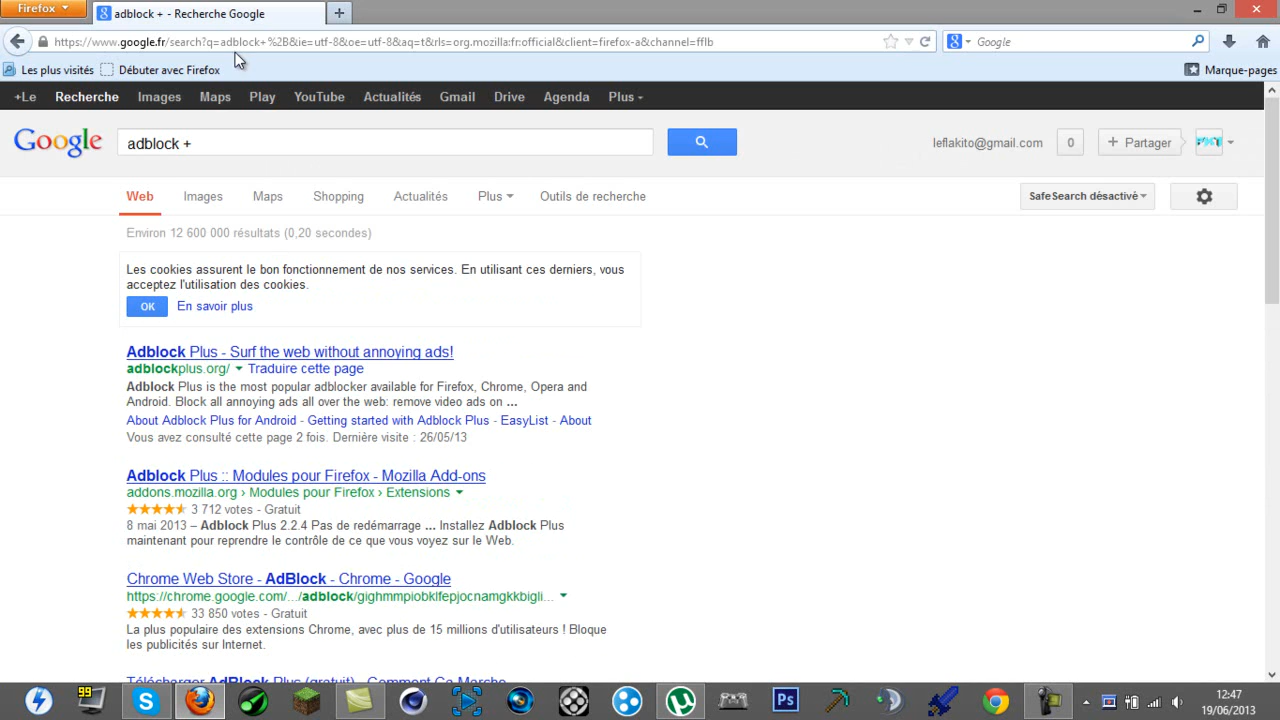 Firefox
adblock + - Recherche Google
https://www.google.fr/search?q=adblock+%2B&ie=utf-8&oe=utf-8&aq=t&rls=org.mozilla:fr:official&client=firefox-a&channel=fflb
Google
Les plus visités
Débuter avec Firefox
Marque-pages
+Le Recherche Images Maps Play YouTube Actualités Gmail Drive Agenda Plus
Google
adblock +
leflakito@gmail.com
0
+ Partager
Web Images Maps Shopping Actualités Plus Outils de recherche
SafeSearch désactivé
Environ 12 600 000 résultats (0,20 secondes)
Les cookies assurent le bon fonctionnement de nos services. En utilisant ces derniers, vous
acceptez l'utilisation des cookies.
OK En savoir plus
Adblock Plus - Surf the web without annoying ads!
adblockplus.org/ Traduire cette page
Adblock Plus is the most popular adblocker available for Firefox, Chrome, Opera and
Android. Block all annoying ads all over the web: remove video ads on ...
About Adblock Plus for Android - Getting started with Adblock Plus - EasyList - About
Vous avez consulté cette page 2 fois. Dernière visite : 26/05/13
Adblock Plus :: Modules pour Firefox - Mozilla Add-ons
addons.mozilla.org › Modules pour Firefox › Extensions
3 712 votes - Gratuit
8 mai 2013 – Adblock Plus 2.2.4 Pas de redémarrage ... Installez Adblock Plus
maintenant pour reprendre le contrôle de ce que vous voyez sur le Web.
Chrome Web Store - AdBlock - Chrome - Google
https://chrome.google.com/.../adblock/gighmmpiobklfepjocnamgkkbigli...
33 850 votes - Gratuit
La plus populaire des extensions Chrome, avec plus de 15 millions d'utilisateurs ! Bloque
les publicités sur Internet.
Télécharger AdBlock Plus (gratuit) - Comment Ça Marche
99
Ps
12:47
19/06/2013